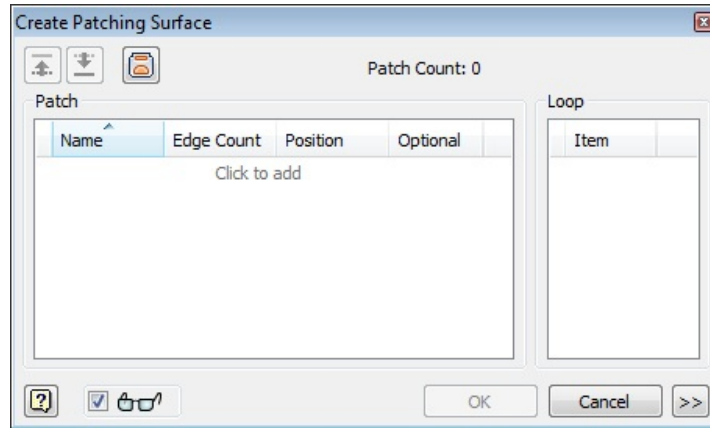 Create Patching Surface
Patch Count: 0
Patch
Loop
Name Edge Count Position Optional
Item
Click to add
OK
Cancel
>>